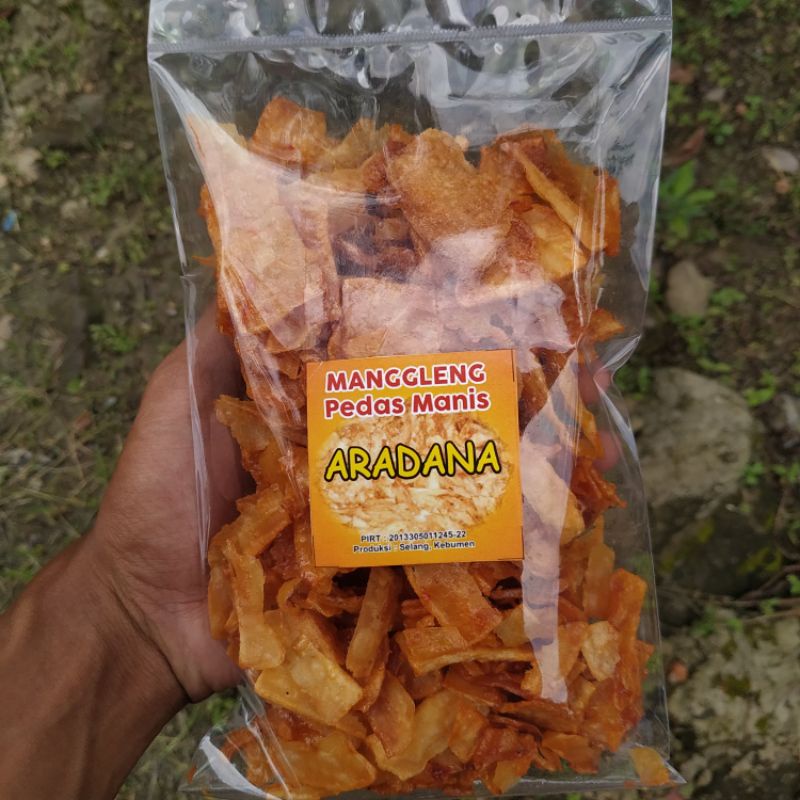 MANGGLENG
Pedas Manis
ARADANA
PIRT : 2013305011245-22
Produksi : Selang, Kebumen